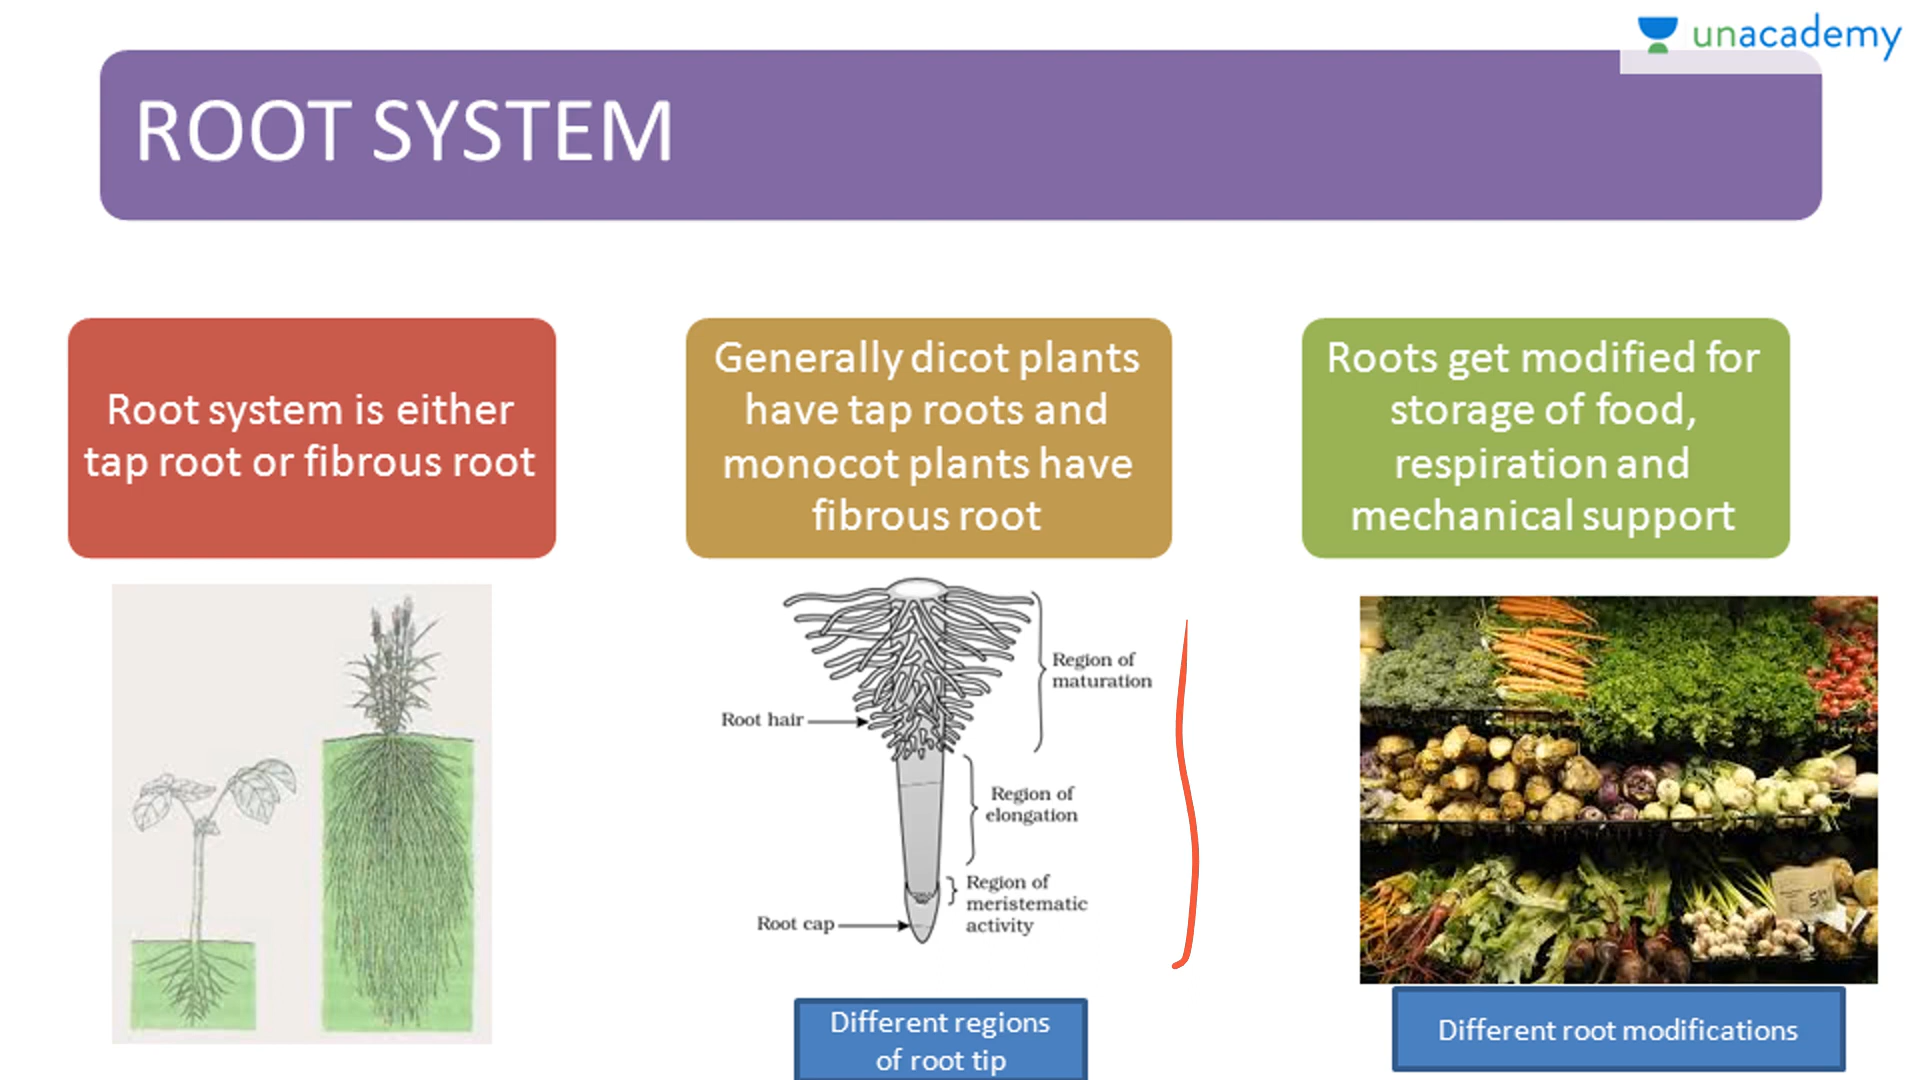 unacademy
ROOT SYSTEM
Root system is either
tap root or fibrous root
Generally dicot plants
have tap roots and
monocot plants have
fibrous root
Roots get modified for
storage of food,
respiration and
mechanical support
Region of
maturation
Root hair
Region of
elongation
Region of
meristematic
activity
Root cap
Different regions
of root tip
Different root modifications